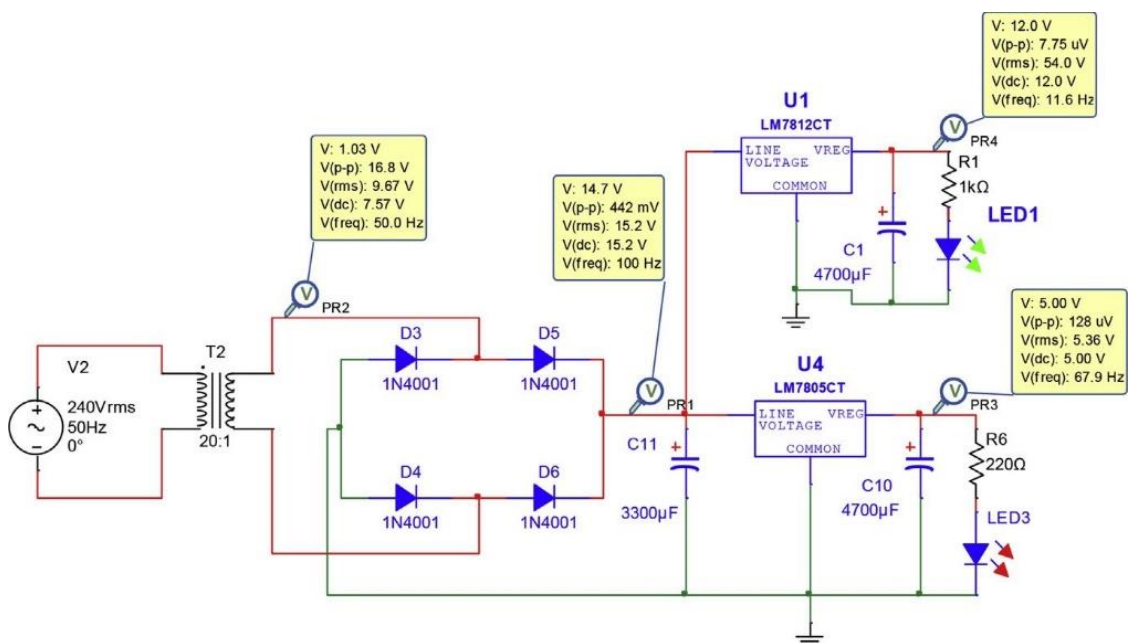 V: 12.0 V
V(p-p): 7.75 uV
V(rms): 54.0 V
V(dc): 12.0 V
V(freq): 11.6 Hz
PR4
U1
LM7812CT
LINE VREG
VOLTAGE
COMMON
R1
1kΩ
LED1
+
C1
4700µF
V: 1.03 V
V(p-p): 16.8 V
V(rms): 9.67 V
V(dc): 7.57 V
V(freq): 50.0 Hz
V
PR2
V: 14.7 V
V(p-p): 442 mV
V(rms): 15.2 V
V(dc): 15.2 V
V(freq): 100 Hz
V
PR1
V: 5.00 V
V(p-p): 128 uV
V(rms): 5.36 V
V(dc): 5.00 V
V(freq): 67.9 Hz
V
PR3
V
V2
240Vrms
50Hz
0°
T2
20:1
D3
1N4001
D5
1N4001
D4
1N4001
D6
1N4001
C11
+
3300µF
U4
LM7805CT
LINE VREG
VOLTAGE
COMMON
C10
+
4700µF
R6
220Ω
LED3